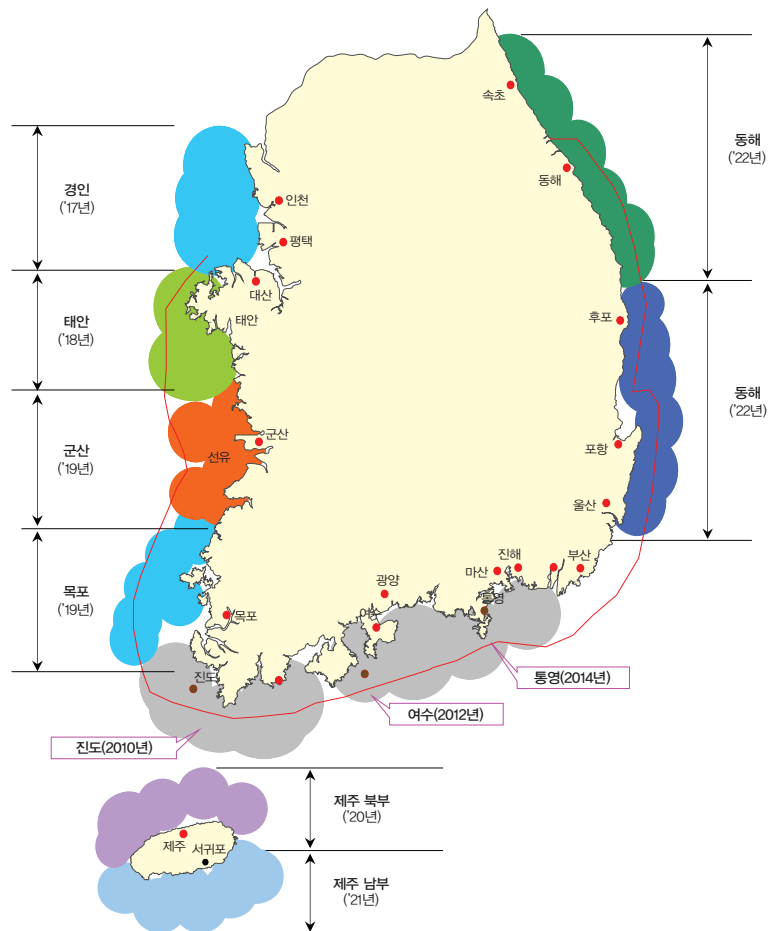 속초
동해
('22년)
경인
('17년)
동해
인천
평택
대산
태안
태안
('18년)
후포
동해
('22년)
군산
('19년)
군산
선유
포항
울산
진해
마산
부산
광양
목포
('19년)
목포
진도
통영(2014년)
여수(2012년)
진도(2010년)
제주 북부
('20년)
제주
서귀포
제주 남부
('21년)